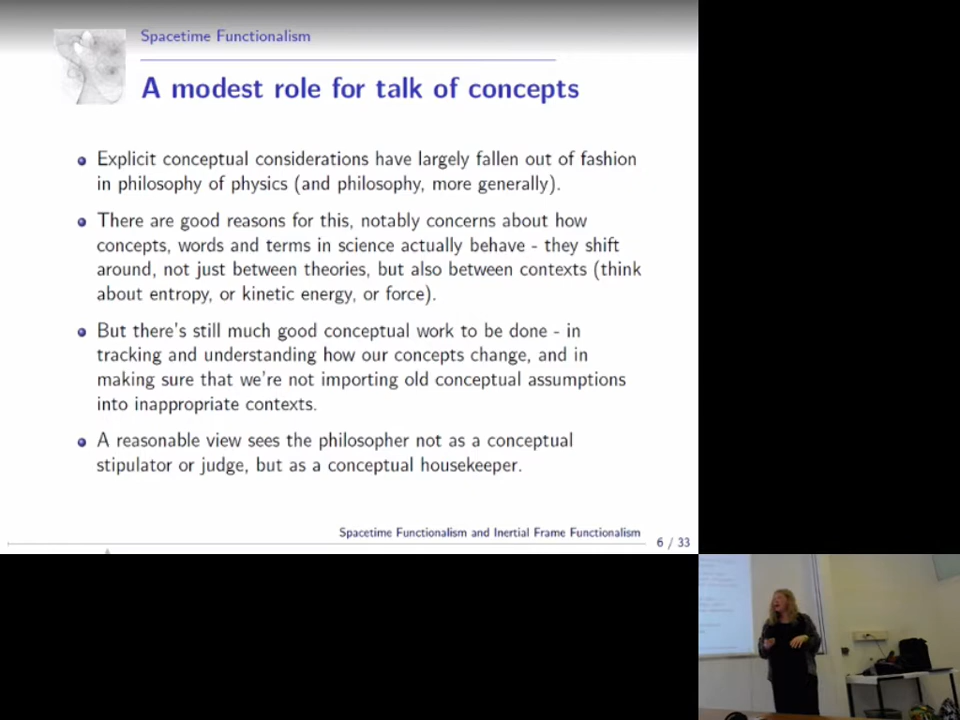 Spacetime Functionalism
A modest role for talk of concepts
Explicit conceptual considerations have largely fallen out of fashion
in philosophy of physics (and philosophy, more generally).
There are good reasons for this, notably concerns about how
concepts, words and terms in science actually behave - they shift
around, not just between theories, but also between contexts (think
about entropy, or kinetic energy, or force).
But there's still much good conceptual work to be done - in
tracking and understanding how our concepts change, and in
making sure that we're not importing old conceptual assumptions
into inappropriate contexts.
A reasonable view sees the philosopher not as a conceptual
stipulator or judge, but as a conceptual housekeeper.
Spacetime Functionalism and Inertial Frame Functionalism
6 / 33